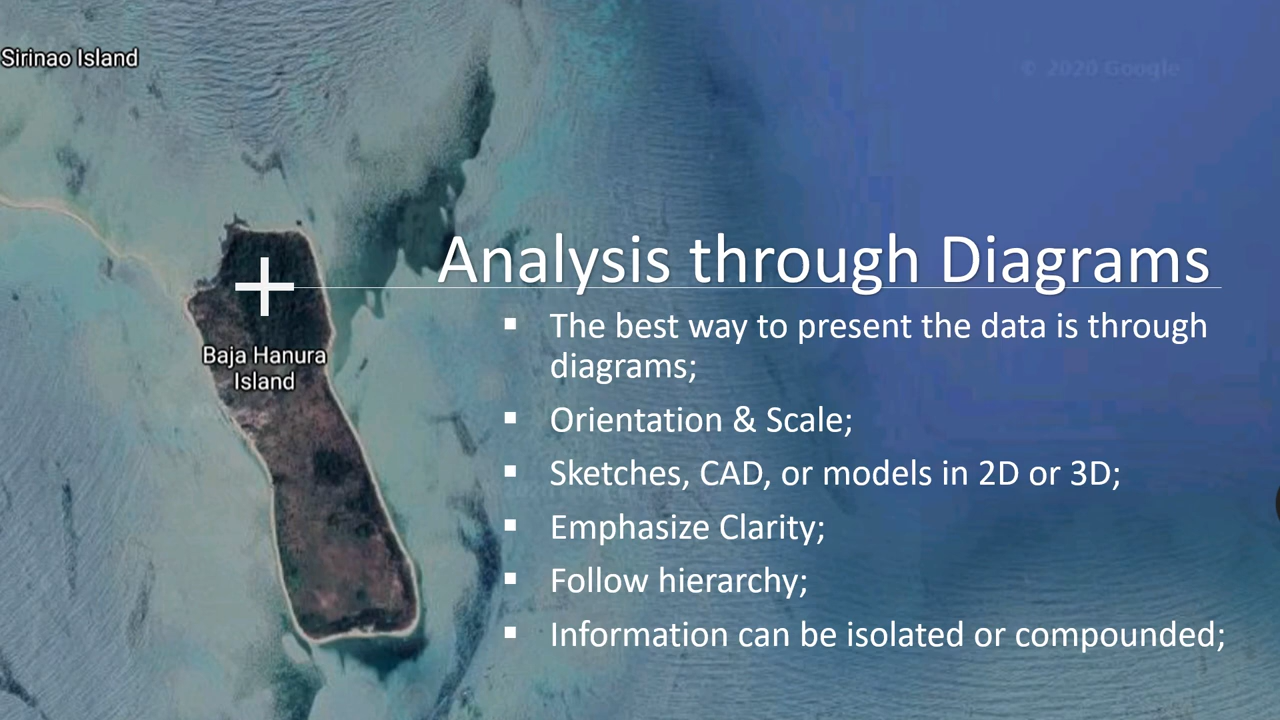 Sirinao Island
© 2020 Google
Analysis through Diagrams
Baja Hanura
Island
▪ The best way to present the data is through
diagrams;
▪ Orientation & Scale;
▪ Sketches, CAD, or models in 2D or 3D;
▪ Emphasize Clarity;
▪ Follow hierarchy;
▪ Information can be isolated or compounded;